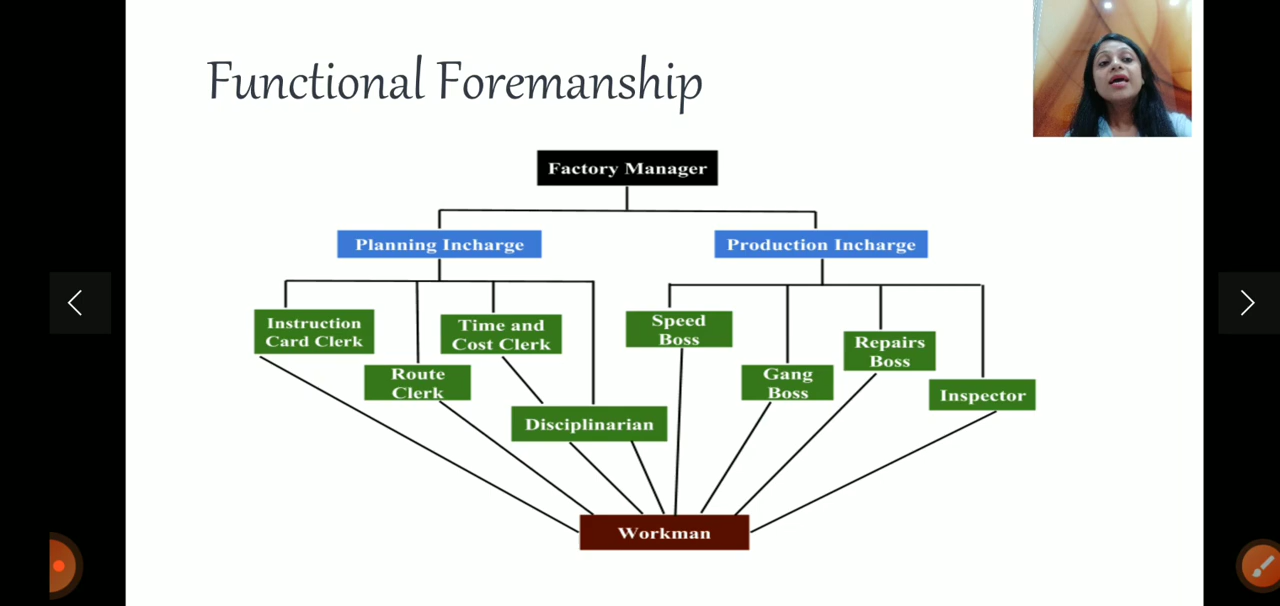 Functional Foremanship
Factory Manager
Planning Incharge
Production Incharge
Instruction
Card Clerk
Route
Clerk
Time and
Cost Clerk
Disciplinarian
Speed
Boss
Gang
Boss
Repairs
Boss
Inspector
Workman